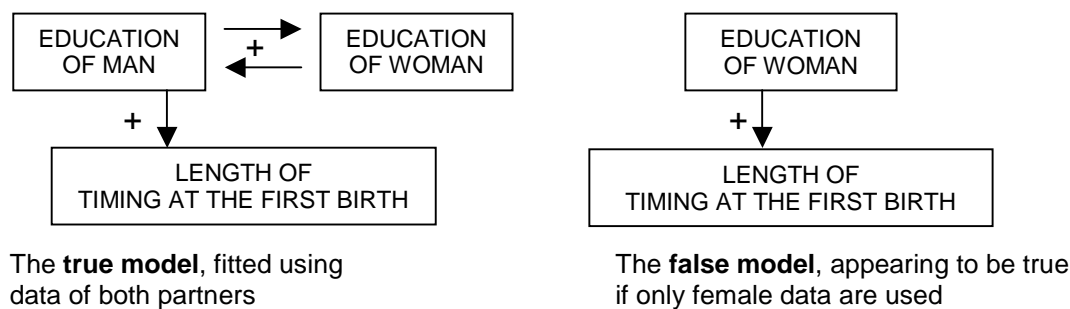 EDUCATION
OF MAN
+
EDUCATION
OF WOMAN
+
LENGTH OF
TIMING AT THE FIRST BIRTH
The true model, fitted using
data of both partners
EDUCATION
OF WOMAN
+
LENGTH OF
TIMING AT THE FIRST BIRTH
The false model, appearing to be true
if only female data are used